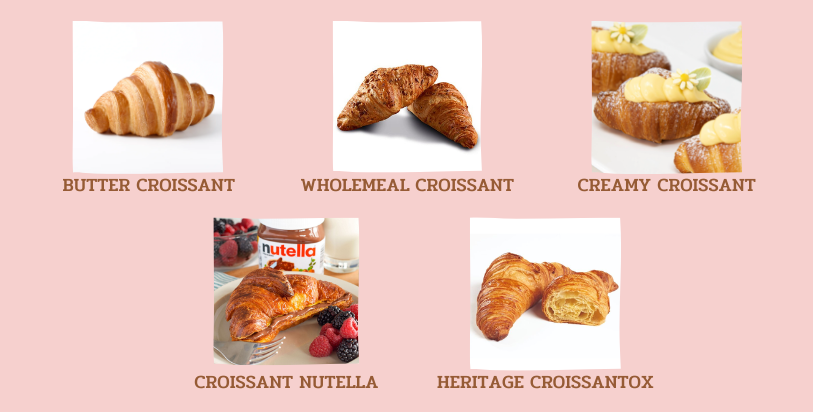 BUTTER CROISSANT
WHOLEMEAL CROISSANT
CREAMY CROISSANT
nutella
CROISSANT NUTELLA
HERITAGE CROISSANTOX